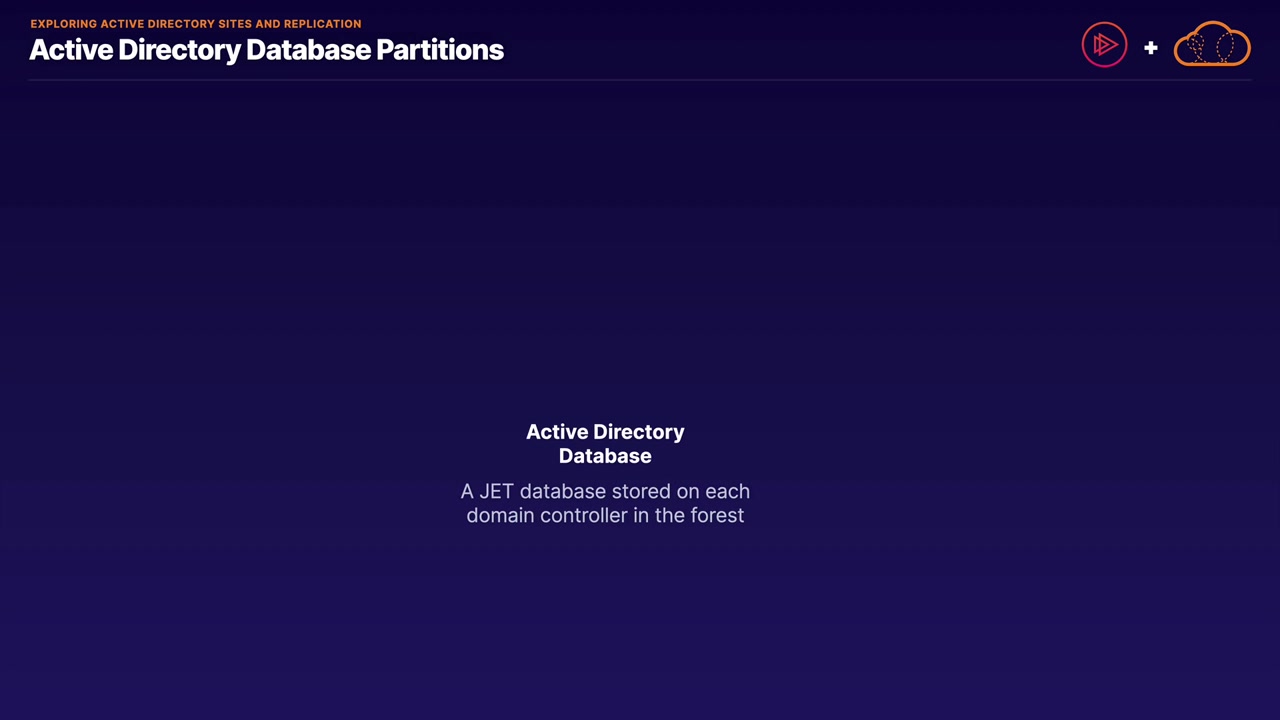 EXPLORING ACTIVE DIRECTORY SITES AND REPLICATION
Active Directory Database Partitions
+
Active Directory
Database
A JET database stored on each
domain controller in the forest